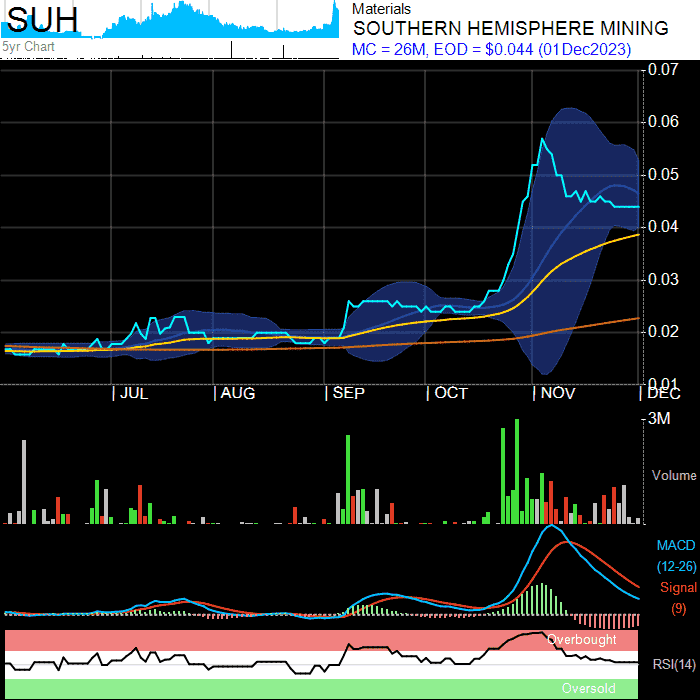 SUH
5yr Chart
Materials
SOUTHERN HEMISPHERE MINING
MC = 26M, EOD = $0.044 (01Dec2023)
0.07
0.06
0.05
0.04
0.03
0.02
0.01
JUL
AUG
SEP
OCT
NOV
DEC
3M
Volume
MACD
(12-26)
Signal
(9)
Overbought
RSI(14)
Oversold